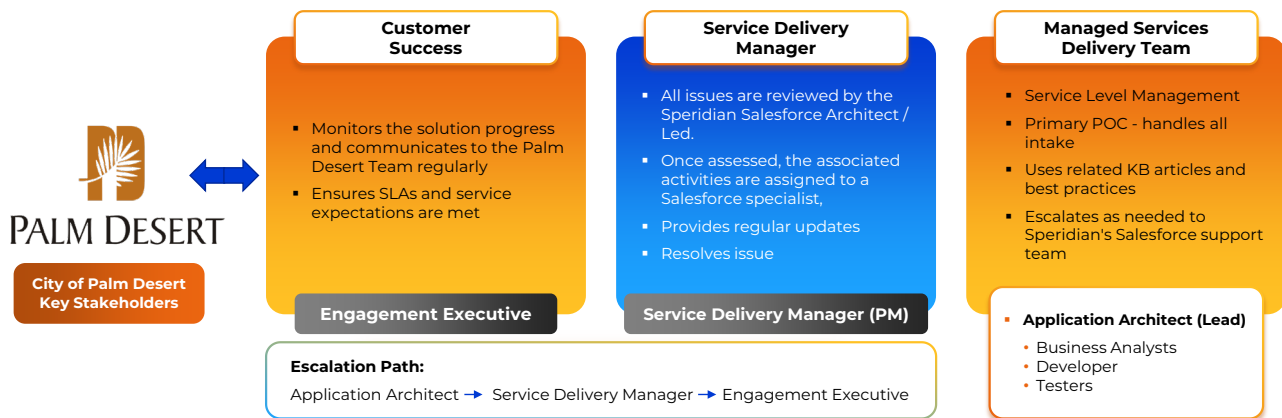 PALM DESERT
City of Palm Desert
Key Stakeholders
Customer
Success
▪ Monitors the solution progress
and communicates to the Palm
Desert Team regularly
▪ Ensures SLAs and service
expectations are met
Engagement Executive
Service Delivery
Manager
▪ All issues are reviewed by the
Speridian Salesforce Architect /
Led.
▪ Once assessed, the associated
activities are assigned to a
Salesforce specialist,
▪ Provides regular updates
▪ Resolves issue
Service Delivery Manager (PM)
Managed Services
Delivery Team
▪ Service Level Management
▪ Primary POC - handles all
intake
▪ Uses related KB articles and
best practices
▪ Escalates as needed to
Speridian's Salesforce support
team
▪ Application Architect (Lead)
• Business Analysts
• Developer
• Testers
Escalation Path:
Application Architect → Service Delivery Manager → Engagement Executive